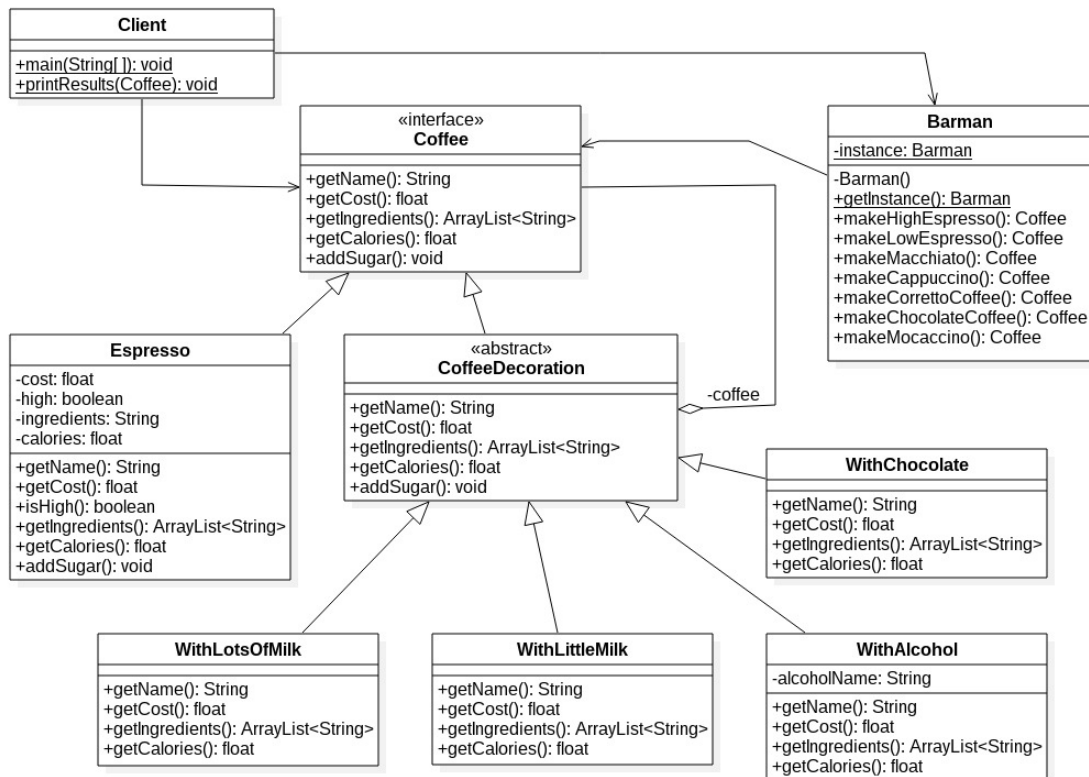 Client
+main(String[ ]): void
+printResults(Coffee): void
«interface»
Coffee
+getName(): String
+getCost(): float
+getIngredients(): ArrayList<String>
+getCalories(): float
+addSugar(): void
Barman
-instance: Barman
-Barman()
+getInstance(): Barman
+makeHighEspresso(): Coffee
+makeLowEspresso(): Coffee
+makeMacchiato(): Coffee
+makeCappuccino(): Coffee
+makeCorrettoCoffee(): Coffee
+makeChocolateCoffee(): Coffee
+makeMocaccino(): Coffee
Espresso
-cost: float
-high: boolean
-ingredients: String
-calories: float
+getName(): String
+getCost(): float
+isHigh(): boolean
+getIngredients(): ArrayList<String>
+getCalories(): float
+addSugar(): void
«abstract»
CoffeeDecoration
+getName(): String
+getCost(): float
+getIngredients(): ArrayList<String>
+getCalories(): float
+addSugar(): void
-coffee
WithChocolate
+getName(): String
+getCost(): float
+getIngredients(): ArrayList<String>
+getCalories(): float
WithLotsOfMilk
+getName(): String
+getCost(): float
+getIngredients(): ArrayList<String>
+getCalories(): float
WithLittleMilk
+getName(): String
+getCost(): float
+getIngredients(): ArrayList<String>
+getCalories(): float
WithAlcohol
-alcoholName: String
+getName(): String
+getCost(): float
+getIngredients(): ArrayList<String>
+getCalories(): float